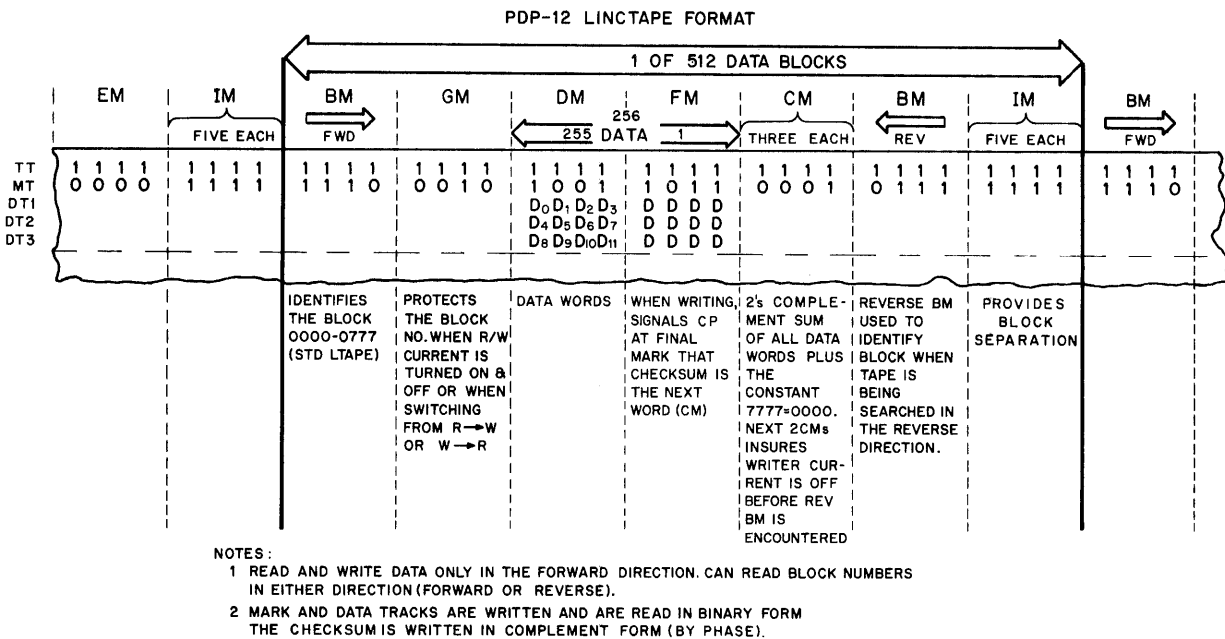 PDP-12 LINCTAPE FORMAT
1 OF 512 DATA BLOCKS
EM IM BM GM DM FM CM BM IM BM
FIVE EACH FWD 256 THREE EACH REV FIVE EACH FWD
255 DATA 1
TT 1 1 1 1 1 1 1 1 1 1 1 1 1 1 1 1 1 1 1 1 1 1 1 1 1 1 1 1 1 1 1 1 1 1 1 1 1 1 1 1
MT 0 0 0 0 1 1 1 1 1 1 1 0 0 0 1 0 1 0 0 1 1 0 1 1 0 0 0 1 0 1 1 1 1 1 1 1 1 1 1 0
DT1 D0 D1 D2 D3 D D D D
DT2 D4 D5 D6 D7 D D D D
DT3 D8 D9 D10 D11 D D D D
IDENTIFIES
THE BLOCK
0000-0777
(STD LTAPE)
PROTECTS
THE BLOCK
NO. WHEN R/W
CURRENT IS
TURNED ON &
OFF OR WHEN
SWITCHING
FROM R→W
OR W→R
DATA WORDS
WHEN WRITING,
SIGNALS CP
AT FINAL
MARK THAT
CHECKSUM IS
THE NEXT
WORD (CM)
2's COMPLE-
MENT SUM
OF ALL DATA
WORDS PLUS
THE
CONSTANT
7777=0000.
NEXT 2CMs
INSURES
WRITER CUR-
RENT IS OFF
BEFORE REV
BM IS
ENCOUNTERED
REVERSE BM
USED TO
IDENTIFY
BLOCK WHEN
TAPE IS
BEING
SEARCHED IN
THE REVERSE
DIRECTION.
PROVIDES
BLOCK
SEPARATION
NOTES:
1 READ AND WRITE DATA ONLY IN THE FORWARD DIRECTION. CAN READ BLOCK NUMBERS
IN EITHER DIRECTION (FORWARD OR REVERSE).
2 MARK AND DATA TRACKS ARE WRITTEN AND ARE READ IN BINARY FORM
THE CHECKSUM IS WRITTEN IN COMPLEMENT FORM (BY PHASE).